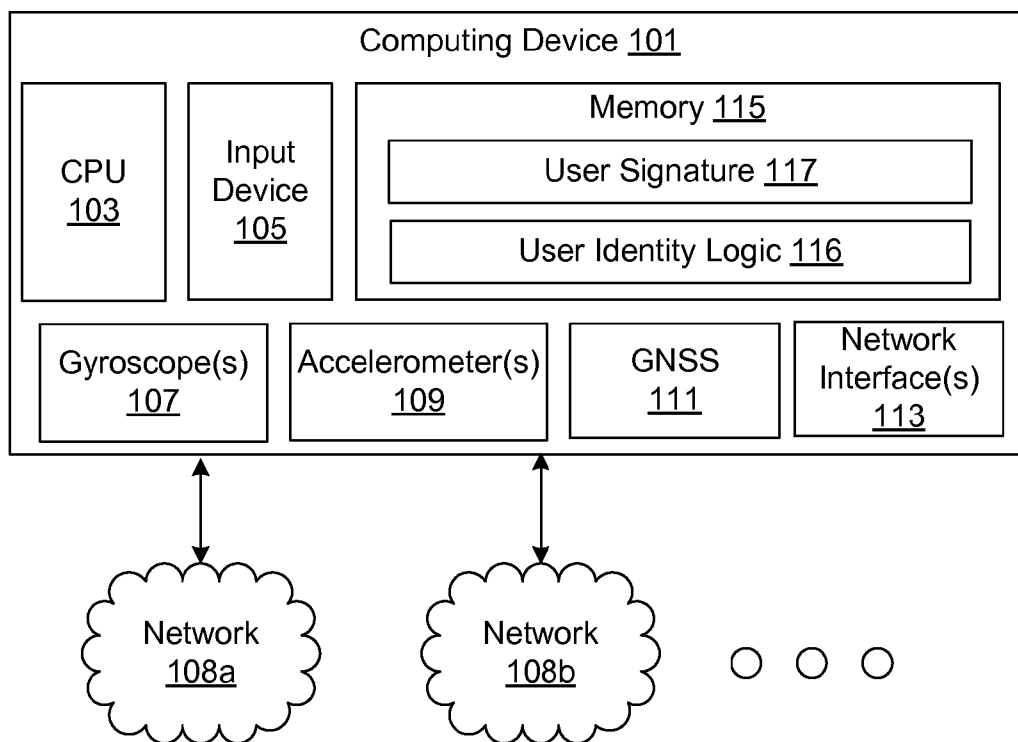 Computing Device 101
CPU
103
Input
Device
105
Memory 115
User Signature 117
User Identity Logic 116
Gyroscope(s)
107
Accelerometer(s)
109
GNSS
111
Network
Interface(s)
113
Network
108a
Network
108b